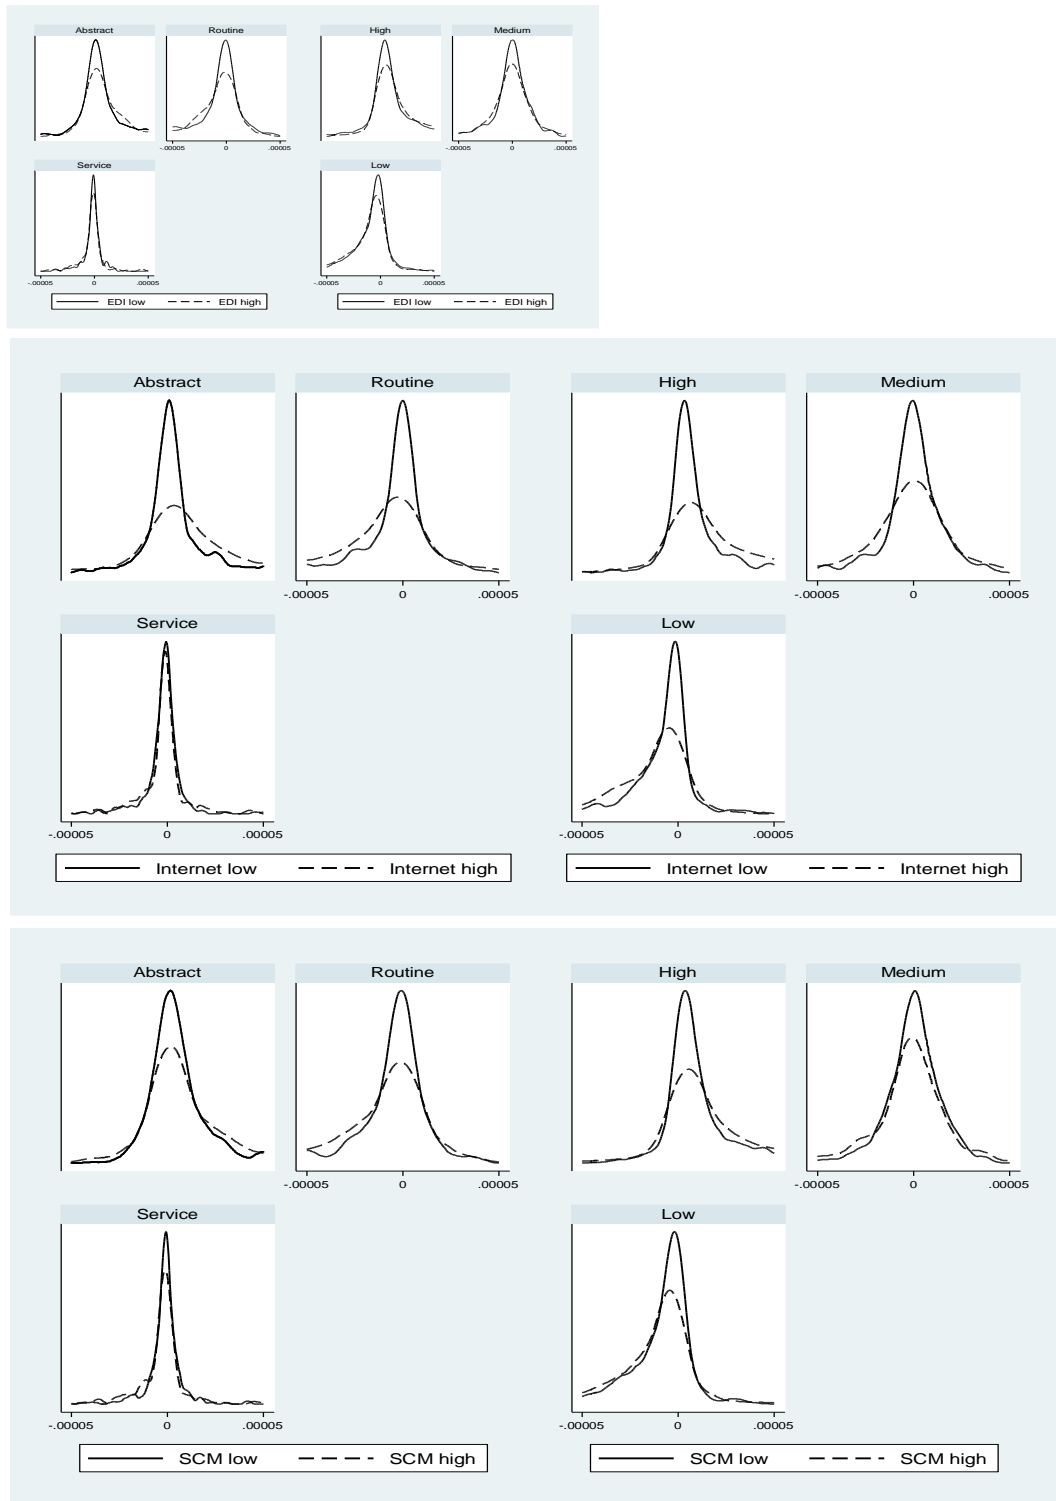 Abstract Routine High Medium
-.00005 0 .00005 -.00005 0 .00005
Service Low
-.00005 0 .00005 -.00005 0 .00005
EDI low EDI high EDI low EDI high
Abstract Routine High Medium
-.00005 0 .00005 -.00005 0 .00005
Service Low
-.00005 0 .00005 -.00005 0 .00005
Internet low Internet high Internet low Internet high
Abstract Routine High Medium
-.00005 0 .00005 -.00005 0 .00005
Service Low
-.00005 0 .00005 -.00005 0 .00005
SCM low SCM high SCM low SCM high